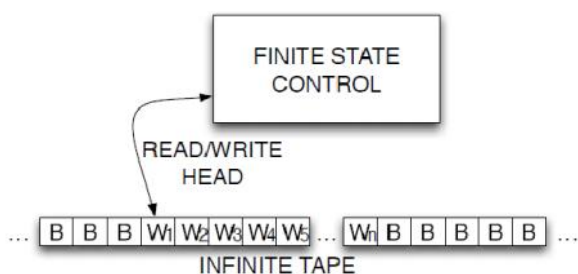 FINITE STATE
CONTROL
READ/WRITE
HEAD
... B B B W1 W2 W3 W4 W5 ... Wn B B B B B ...
INFINITE TAPE